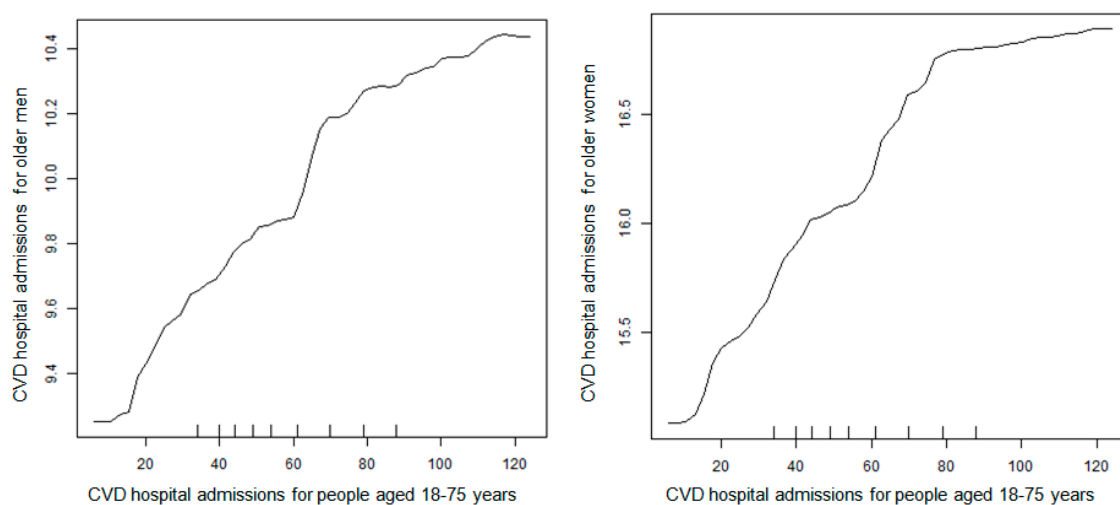 CVD hospital admissions for older men
9.4 9.6 9.8 10.0 10.2 10.4
20 40 60 80 100 120
CVD hospital admissions for people aged 18-75 years
CVD hospital admissions for older women
15.5 16.0 16.5
20 40 60 80 100 120
CVD hospital admissions for people aged 18-75 years